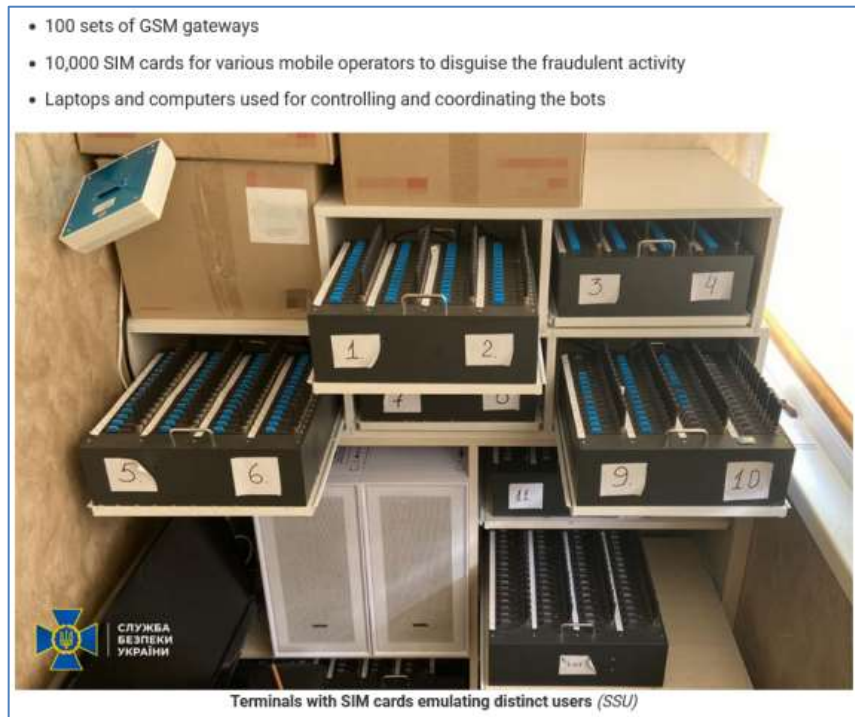 • 100 sets of GSM gateways
• 10,000 SIM cards for various mobile operators to disguise the fraudulent activity
• Laptops and computers used for controlling and coordinating the bots
1. 2.
3 4
5. 6.
7 8
9. 10
11
СЛУЖБА
БЕЗПЕКИ
УКРАЇНИ
Terminals with SIM cards emulating distinct users (SSU)